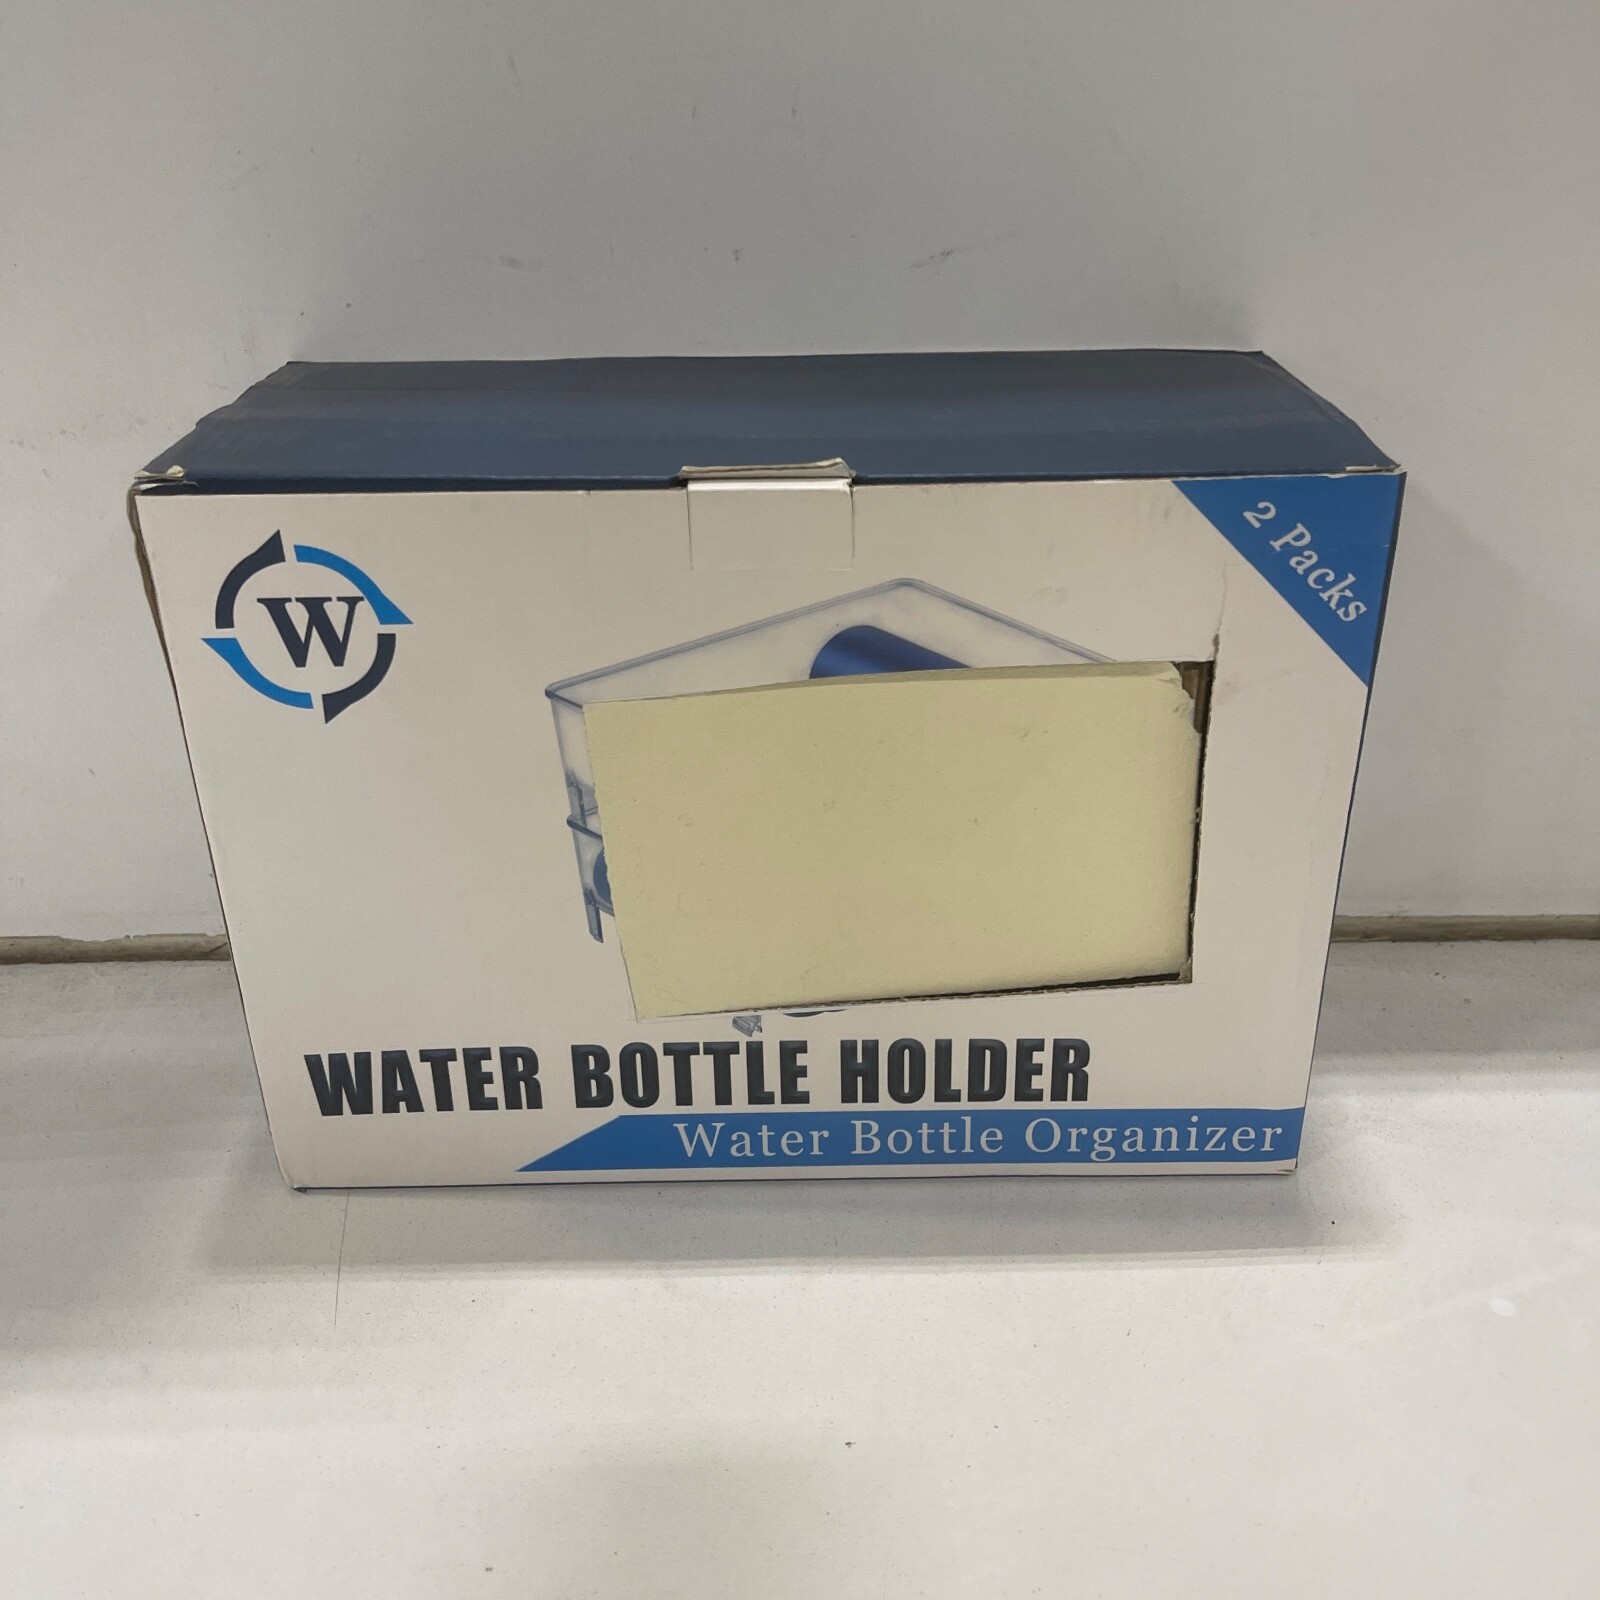 2 Packs
W
WATER BOTTLE HOLDER
Water Bottle Organizer